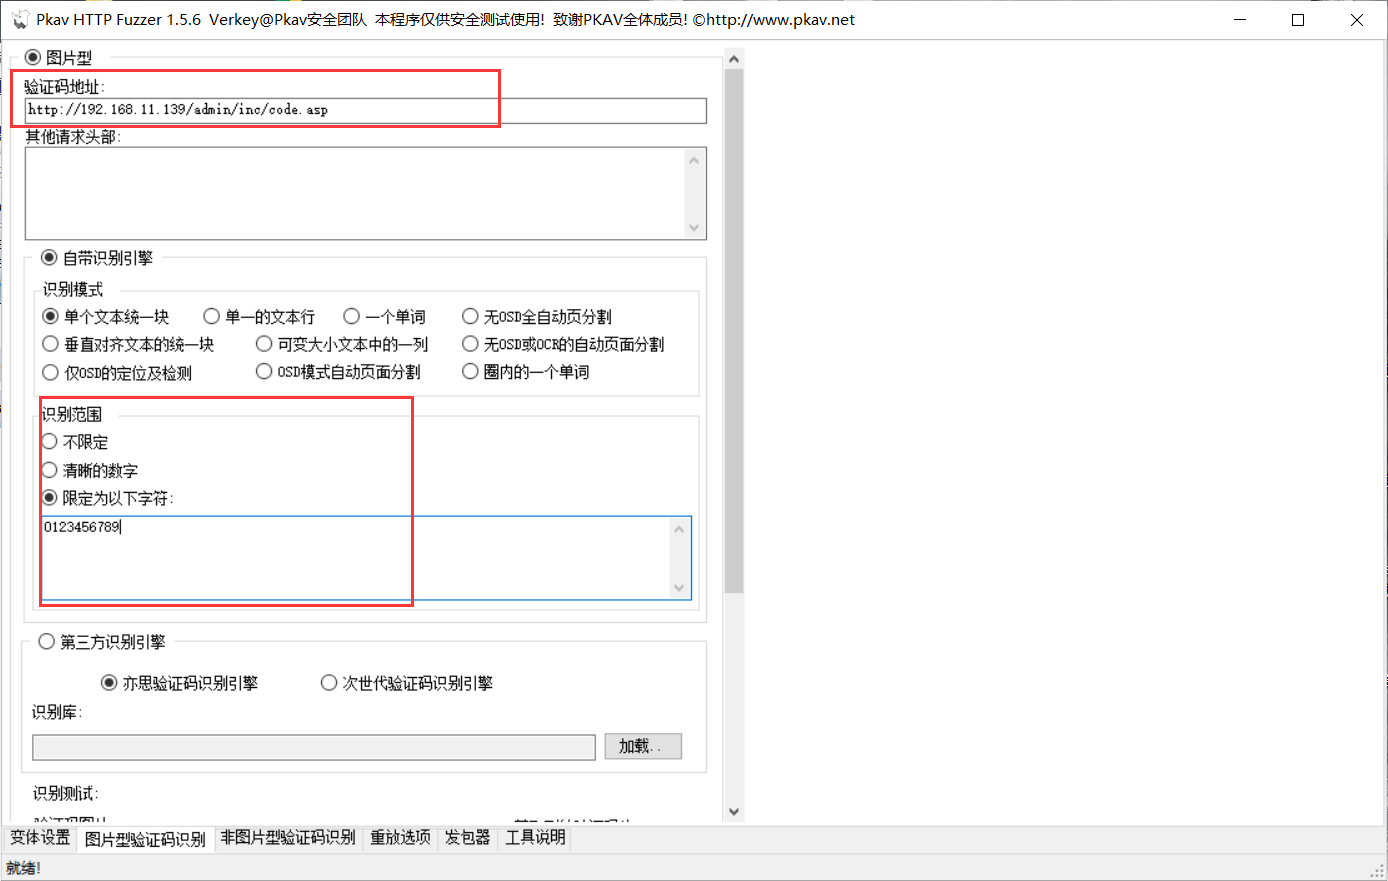 Pkav HTTP Fuzzer 1.5.6 Verkey@Pkav安全团队 本程序仅供安全测试使用! 致谢PKAV全体成员! ©http://www.pkav.net
图片型
验证码地址:
http://192.168.11.139/admin/inc/code.asp
其他请求头部:
自带识别引擎
识别模式
单个文本统一块 单一的文本行 一个单词 无OSD全自动页分割
垂直对齐文本的统一块 可变大小文本中的一列 无OSD或OCR的自动页面分割
仅OSD的定位及检测 OSD模式自动页面分割 圈内的一个单词
识别范围
不限定
清晰的数字
限定为以下字符:
0123456789
第三方识别引擎
亦思验证码识别引擎 次世代验证码识别引擎
识别库:
加载..
识别测试:
变体设置 图片型验证码识别 非图片型验证码识别 重放选项 发包器 工具说明
就绪!